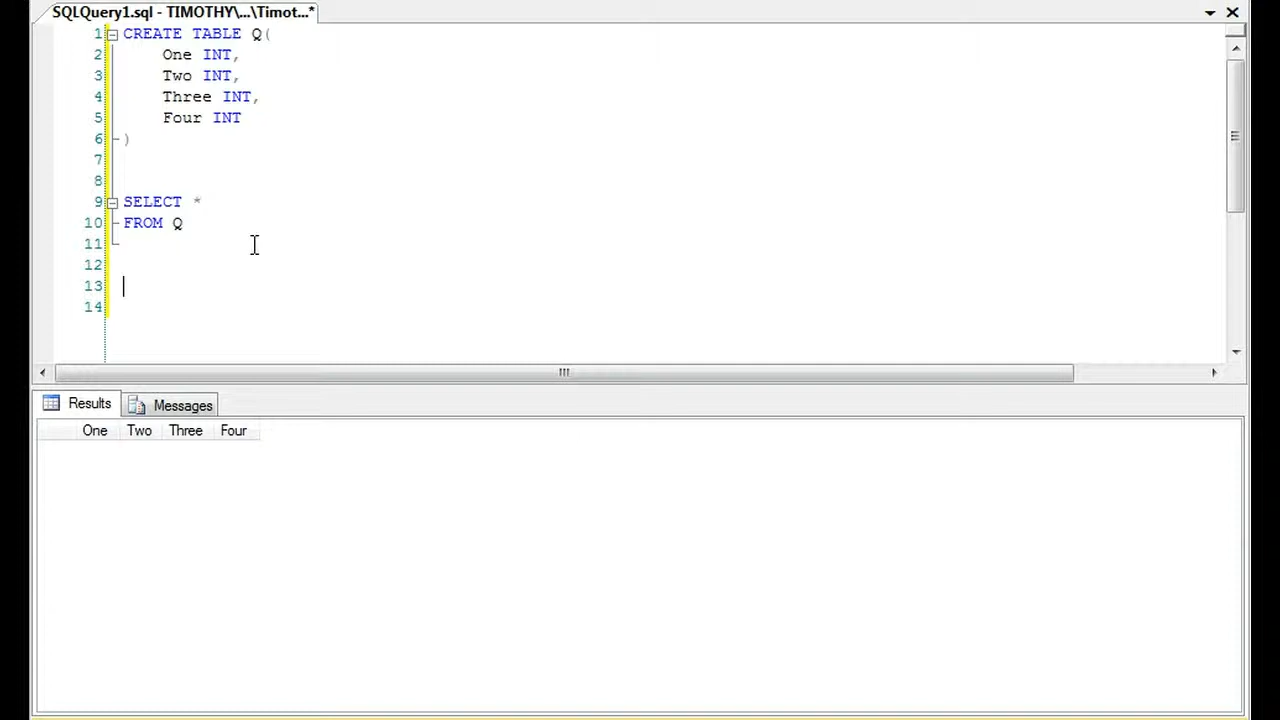 SQLQuery1.sql - TIMOTHY\...\Timot...*
1 CREATE TABLE Q(
2 One INT,
3 Two INT,
4 Three INT,
5 Four INT
6 )
7
8
9 SELECT *
10 FROM Q
11
12
13
14
Results Messages
One Two Three Four